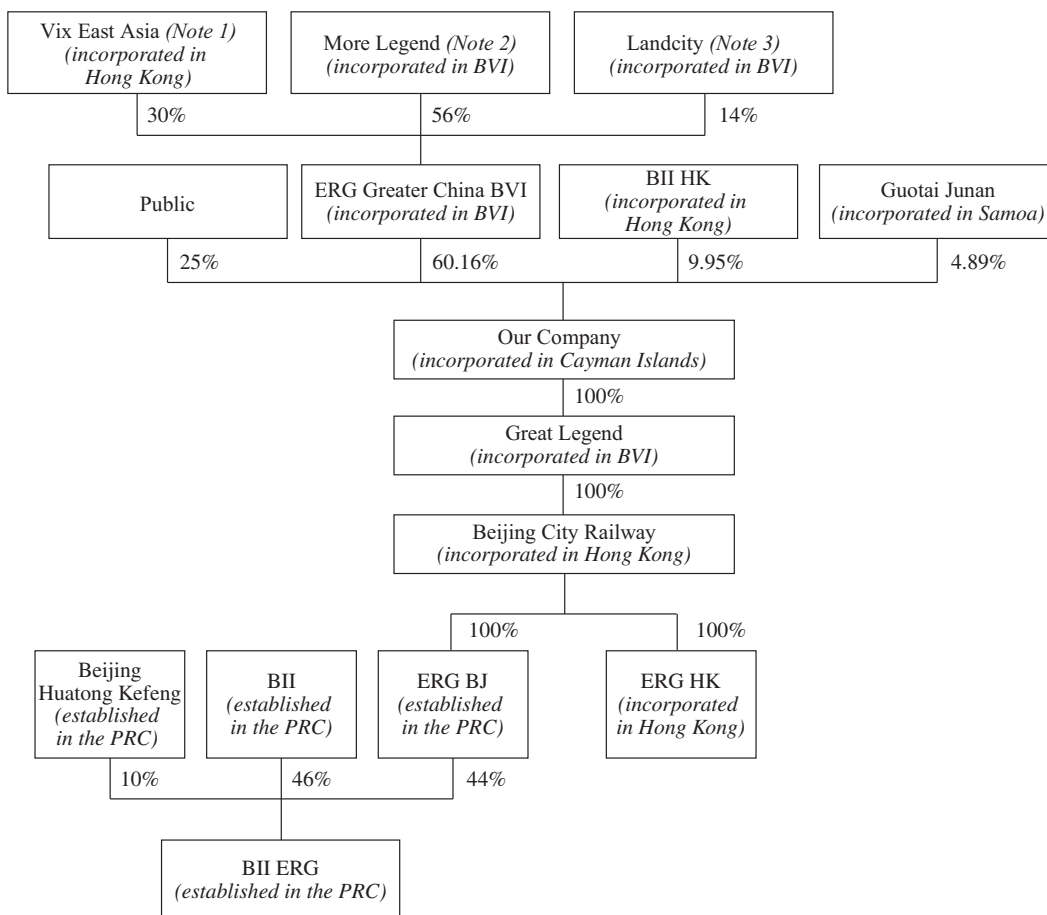 Vix East Asia (Note 1)
(incorporated in
Hong Kong)
More Legend (Note 2)
(incorporated in BVI)
Landcity (Note 3)
(incorporated in BVI)
30%
56%
14%
Public
ERG Greater China BVI
(incorporated in BVI)
BII HK
(incorporated in
Hong Kong)
Guotai Junan
(incorporated in Samoa)
25%
60.16%
9.95%
4.89%
Our Company
(incorporated in Cayman Islands)
100%
Great Legend
(incorporated in BVI)
100%
Beijing City Railway
(incorporated in Hong Kong)
100%
100%
Beijing
Huatong Kefeng
(established
in the PRC)
BII
(established
in the PRC)
ERG BJ
(established
in the PRC)
ERG HK
(incorporated
in Hong Kong)
10%
46%
44%
BII ERG
(established in the PRC)